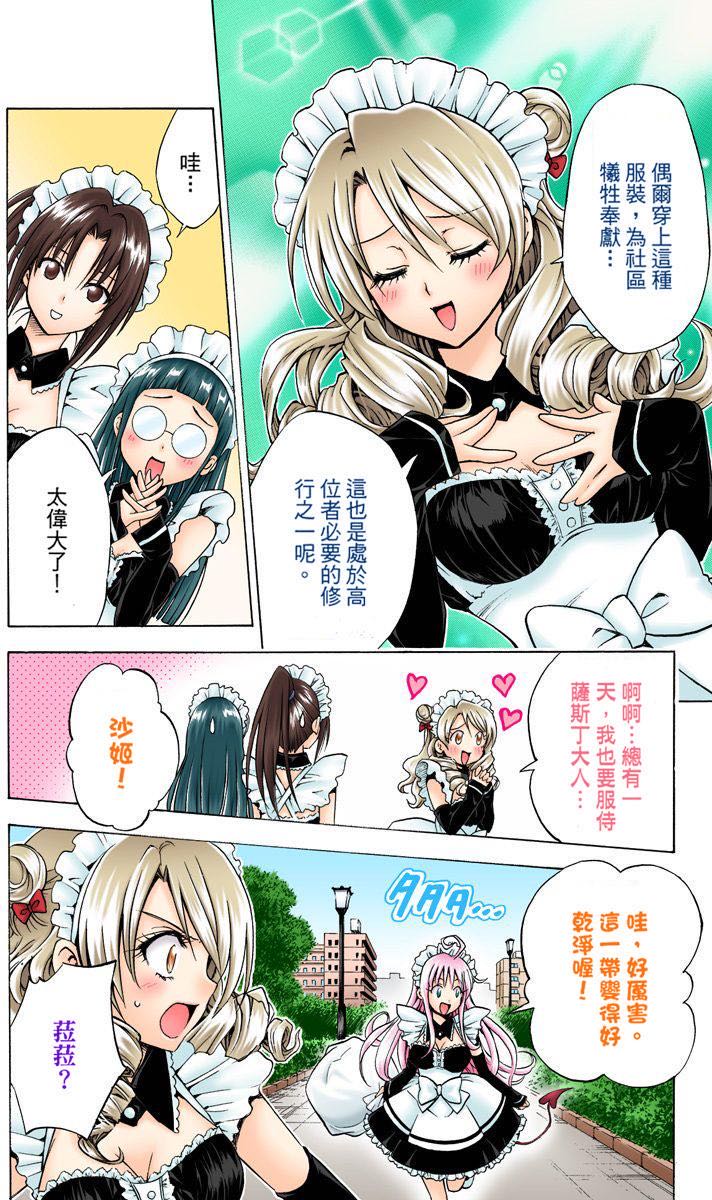 偶爾穿上這種
服裝，為社區
犧牲奉獻…
這也是處於高
位者必要的修
行之一呢。
哇…
太偉大了！
啊啊…總有一
天，我也要服侍
薩斯丁大人…
沙姬！
哇，好厲害。
這一帶變得好
乾淨喔！
タタタ…
菈菈？